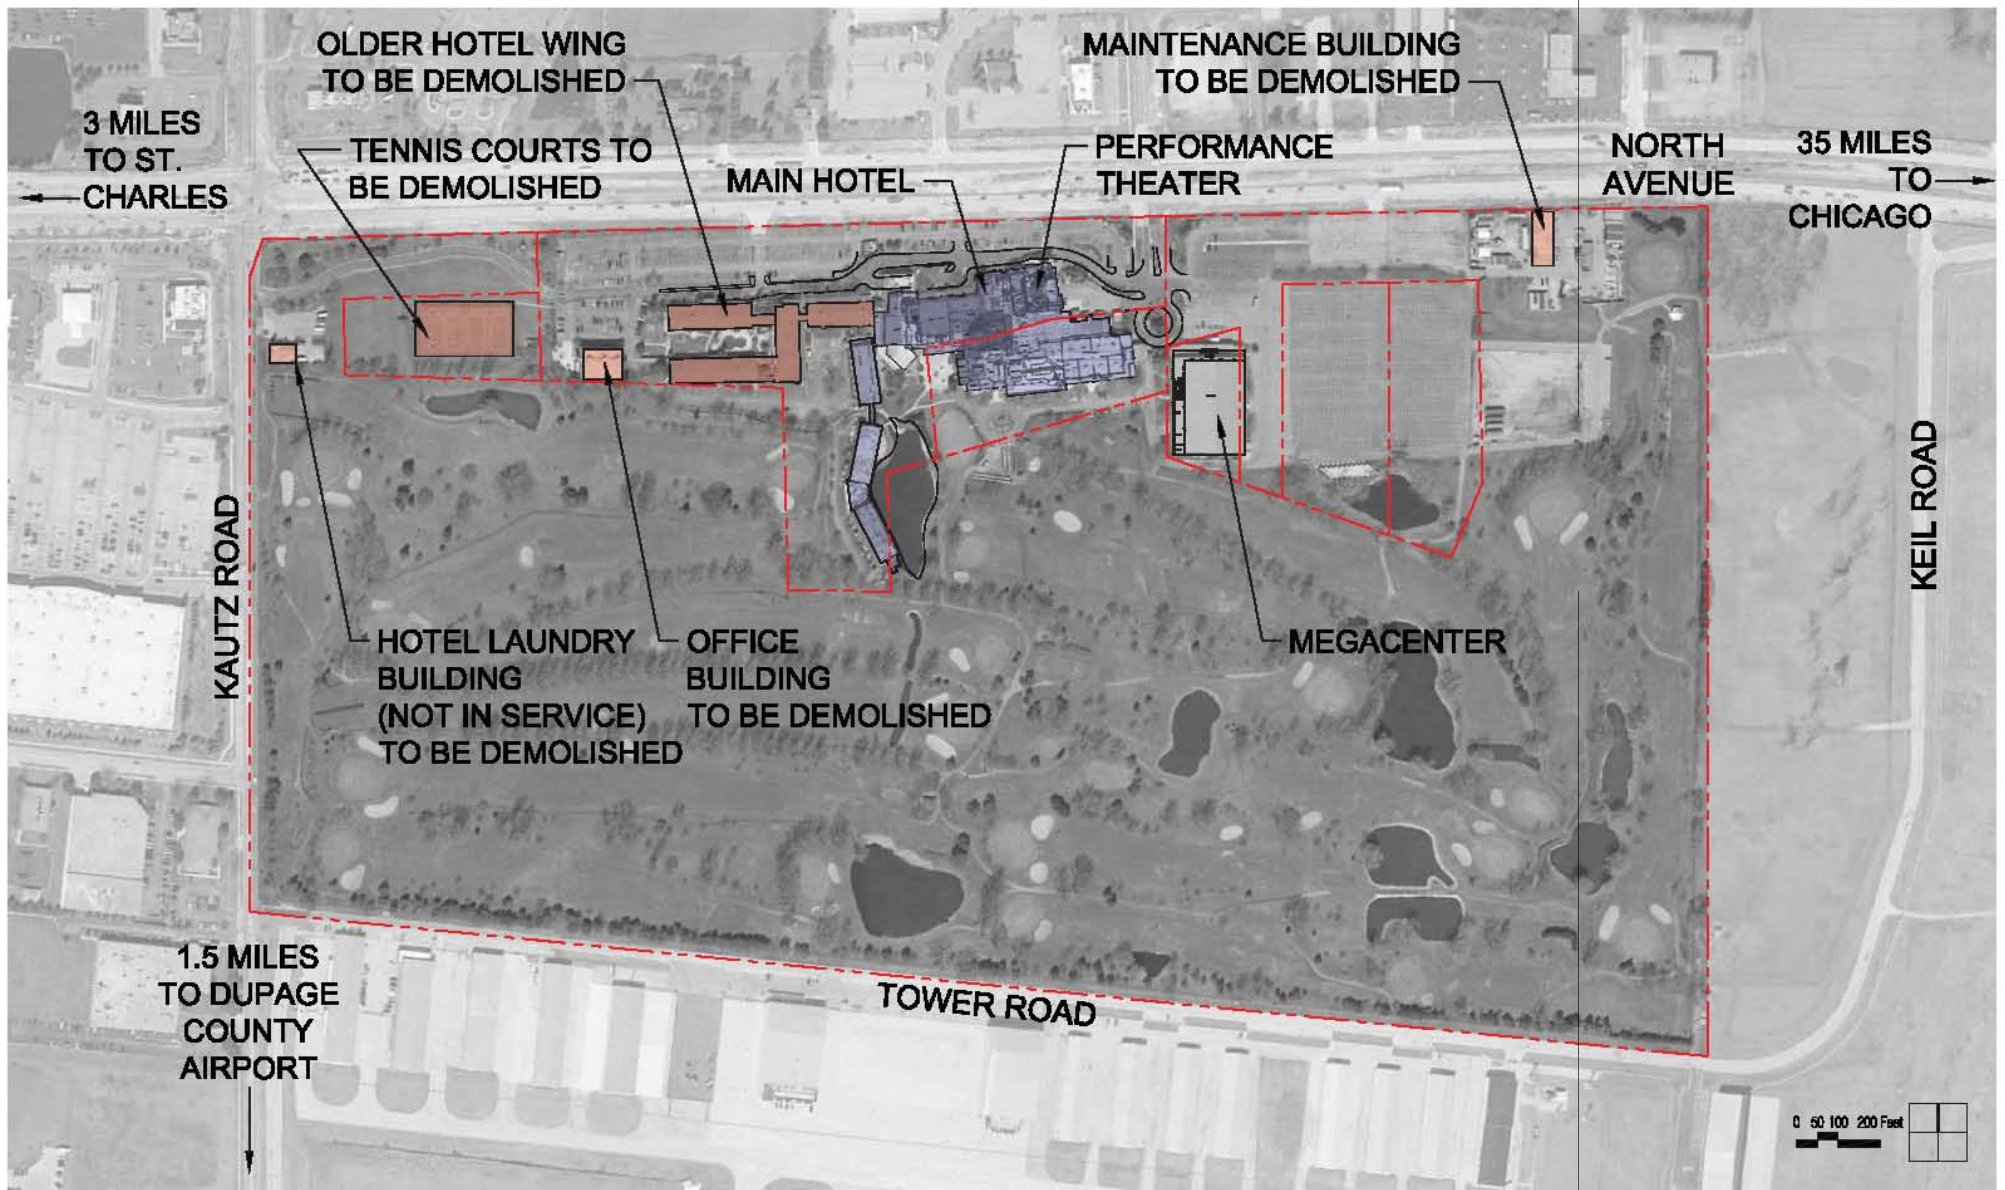 OLDER HOTEL WING
TO BE DEMOLISHED
MAINTENANCE BUILDING
TO BE DEMOLISHED
3 MILES
TO ST.
CHARLES
TENNIS COURTS TO
BE DEMOLISHED
MAIN HOTEL
PERFORMANCE
THEATER
NORTH
AVENUE
35 MILES
TO
CHICAGO
KAUTZ ROAD
KEIL ROAD
HOTEL LAUNDRY
BUILDING
(NOT IN SERVICE)
TO BE DEMOLISHED
OFFICE
BUILDING
TO BE DEMOLISHED
MEGACENTER
1.5 MILES
TO DUPAGE
COUNTY
AIRPORT
TOWER ROAD
0 50 100 200 Feet